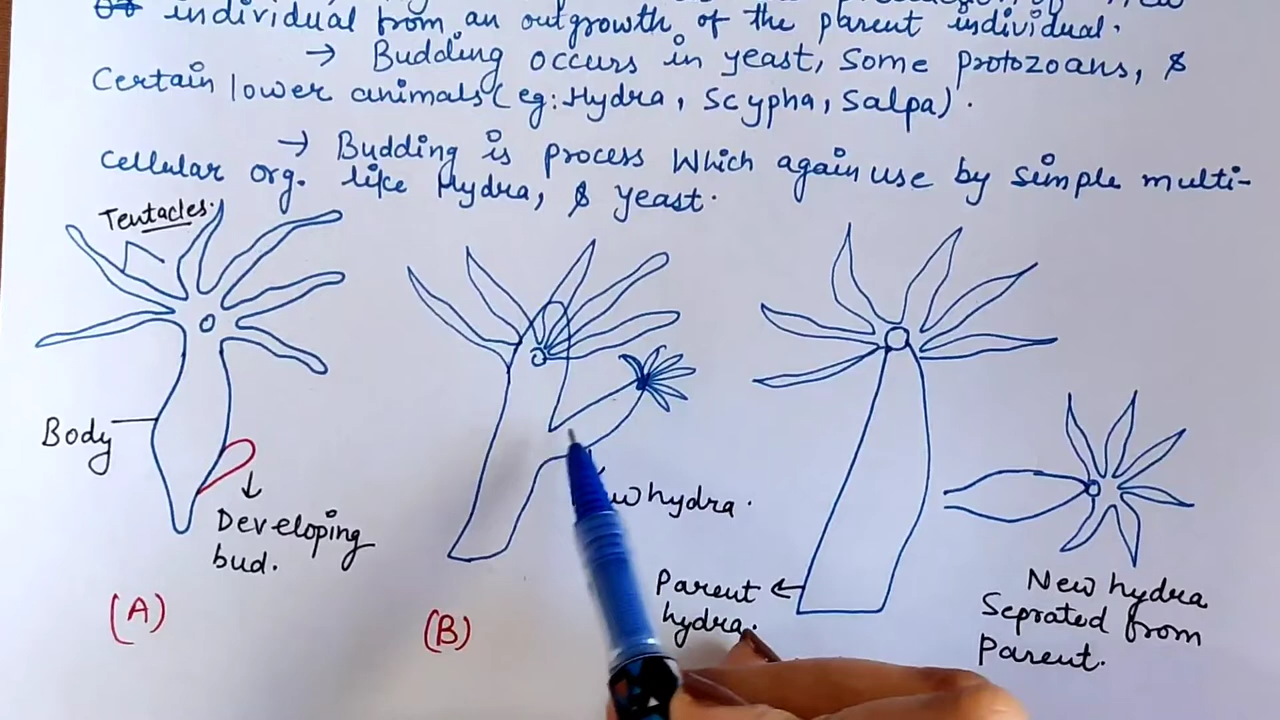 individual from an outgrowth of the parent individual.
→ Budding occurs in yeast, some protozoans, &
certain lower animals (eg: Hydra, Scypha, Salpa).
→ Budding is process which again use by simple multi-
cellular org. like Hydra, & yeast.
Tentacles.
Body
Developing
bud.
hydra.
Parent
hydra.
New hydra
Seprated from
Parent.
(A)
(B)